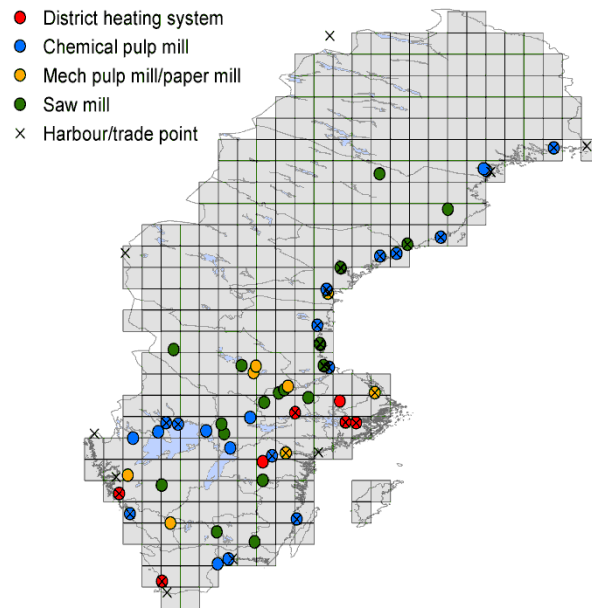 District heating system
Chemical pulp mill
Mech pulp mill/paper mill
Saw mill
Harbour/trade point